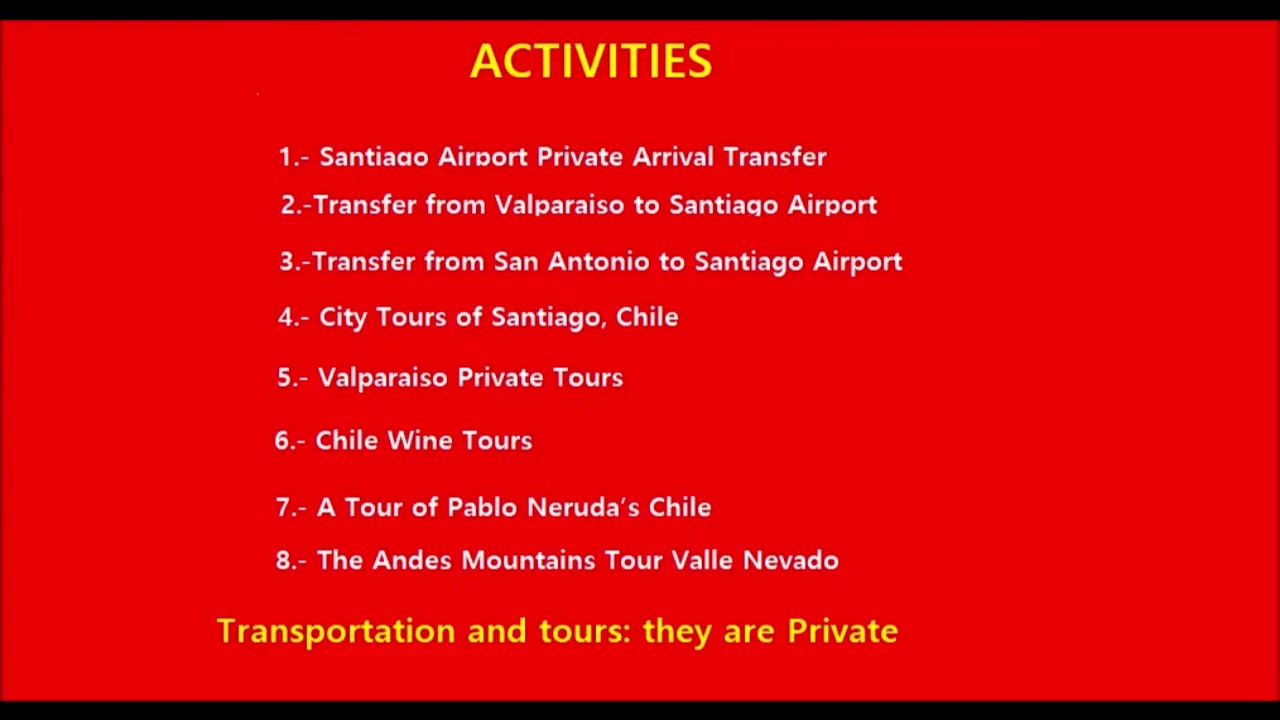 ACTIVITIES
1.- Santiago Airport Private Arrival Transfer
2.-Transfer from Valparaiso to Santiago Airport
3.-Transfer from San Antonio to Santiago Airport
4.- City Tours of Santiago, Chile
5.- Valparaiso Private Tours
6.- Chile Wine Tours
7.- A Tour of Pablo Neruda’s Chile
8.- The Andes Mountains Tour Valle Nevado
Transportation and tours: they are Private